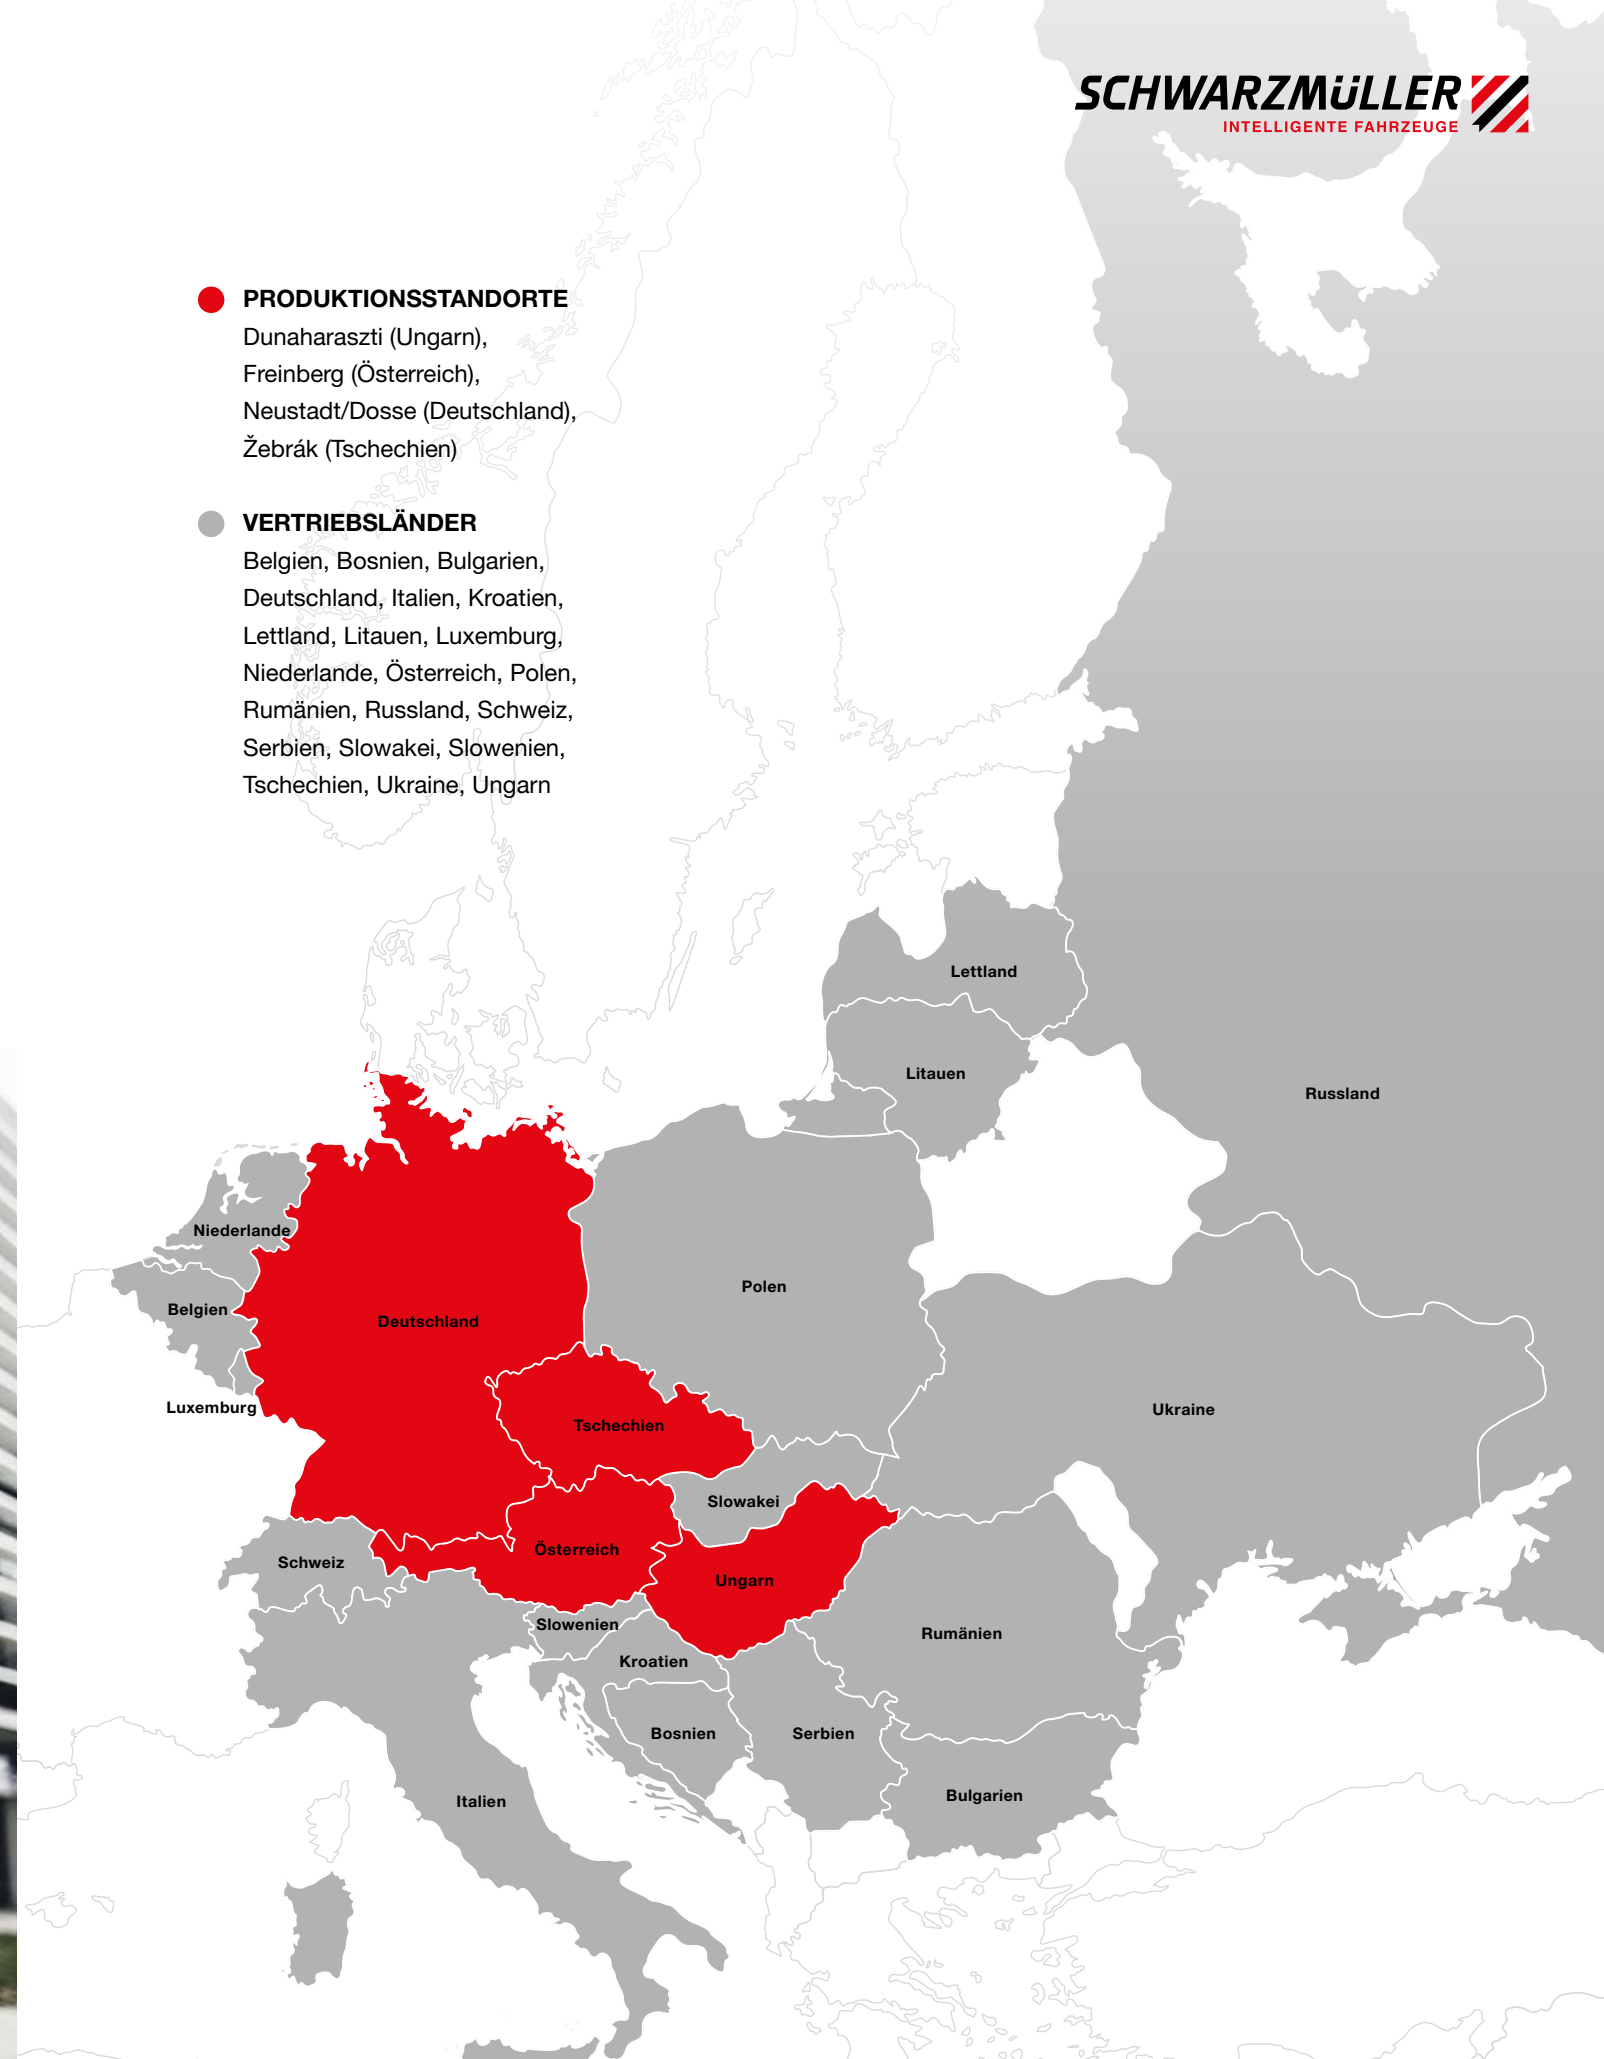 SCHWARZMÜLLER
INTELLIGENTE FAHRZEUGE
PRODUKTIONSSTANDORTE
Dunaharaszti (Ungarn),
Freinberg (Österreich),
Neustadt/Dosse (Deutschland),
Žebrák (Tschechien)
VERTRIEBSLÄNDER
Belgien, Bosnien, Bulgarien,
Deutschland, Italien, Kroatien,
Lettland, Litauen, Luxemburg,
Niederlande, Österreich, Polen,
Rumänien, Russland, Schweiz,
Serbien, Slowakei, Slowenien,
Tschechien, Ukraine, Ungarn
Lettland
Litauen
Russland
Niederlande
Polen
Belgien
Deutschland
Luxemburg
Ukraine
Tschechien
Slowakei
Österreich
Schweiz
Ungarn
Slowenien
Rumänien
Kroatien
Bosnien
Serbien
Bulgarien
Italien